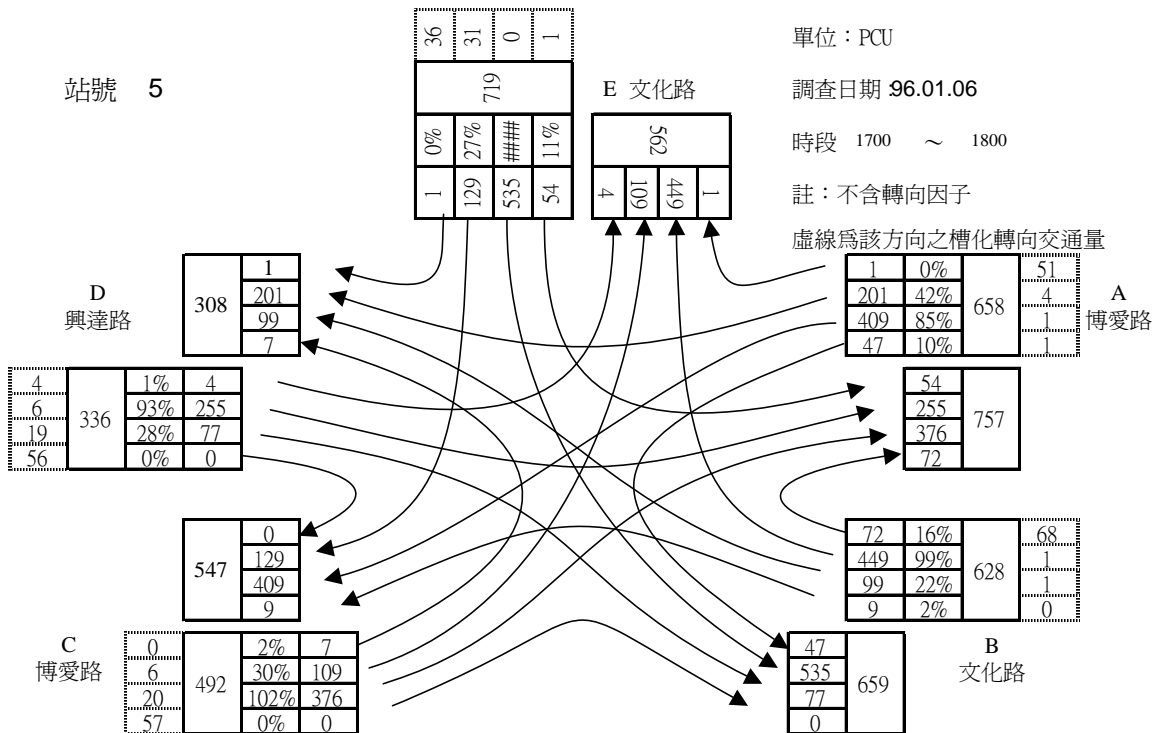 36 31 0 1
單位：PCU
站號 5
719
E 文化路
調查日期:96.01.06
0% 27% ### 11%
562
時段 1700 ～ 1800
1 129 535 54
4 109 449 1
註：不含轉向因子
虛線為該方向之槽化轉向交通量
D
興達路
308
1
201
99
7
1 0% 51
201 42% 4
409 85% 1
47 10% 1
658
A
博愛路
4 1% 4
6 93% 255
19 28% 77
56 0% 0
336
54
255
376
72
757
547
0
129
409
9
72 16% 68
449 99% 1
99 22% 1
9 2% 0
628
C
博愛路
0 2% 7
6 30% 109
20 102% 376
57 0% 0
492
47
535
77
0
659
B
文化路